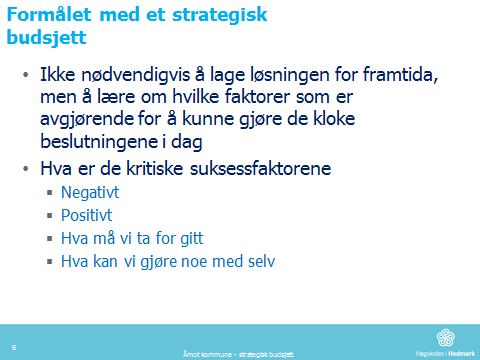 Formålet med et strategisk
budsjett
• Ikke nødvendigvis å lage løsningen for framtida,
men å lære om hvilke faktorer som er
avgjørende for å kunne gjøre de kloke
beslutningene i dag
• Hva er de kritiske suksessfaktorene
▪ Negativt
▪ Positivt
▪ Hva må vi ta for gitt
▪ Hva kan vi gjøre noe med selv
6
Åmot kommune - strategisk budsjett
Høgskolen i Hedmark